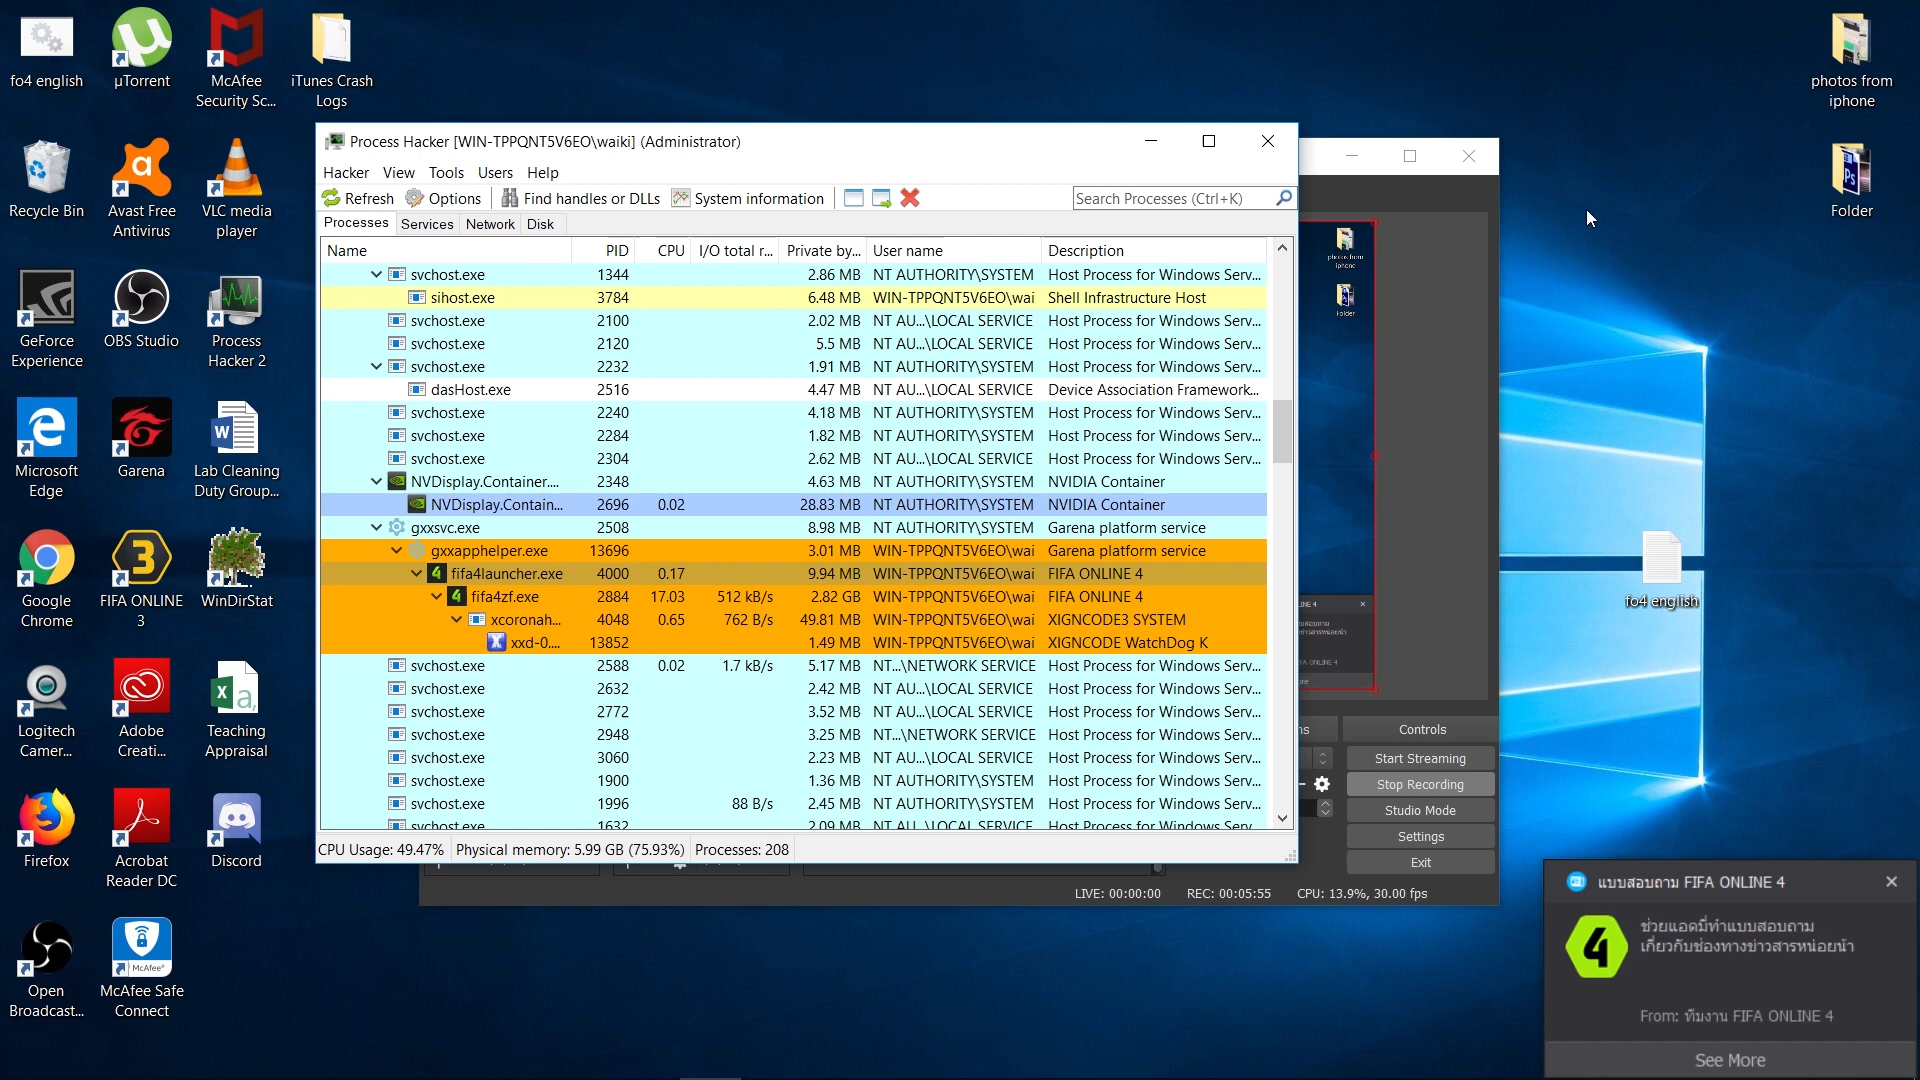 fo4 english
µTorrent
McAfee
Security Sc...
iTunes Crash
Logs
photos from
iphone
Recycle Bin
Avast Free
Antivirus
VLC media
player
Folder
GeForce
Experience
OBS Studio
Process
Hacker 2
Microsoft
Edge
Garena
Lab Cleaning
Duty Group...
Google
Chrome
FIFA ONLINE
3
WinDirStat
fo4 english
Logitech
Camer...
Adobe
Creati...
Teaching
Appraisal
Firefox
Acrobat
Reader DC
Discord
Open
Broadcast...
McAfee
McAfee Safe
Connect
Process Hacker [WIN-TPPQNT5V6EO\waiki] (Administrator)
Hacker View Tools Users Help
Refresh Options Find handles or DLLs System information Search Processes (Ctrl+K)
Processes Services Network Disk
Name PID CPU I/O total r... Private by... User name Description
svchost.exe 1344 2.86 MB NT AUTHORITY\SYSTEM Host Process for Windows Serv...
sihost.exe 3784 6.48 MB WIN-TPPQNT5V6EO\wai Shell Infrastructure Host
svchost.exe 2100 2.02 MB NT AU...\LOCAL SERVICE Host Process for Windows Serv...
svchost.exe 2120 5.5 MB NT AU...\LOCAL SERVICE Host Process for Windows Serv...
svchost.exe 2232 1.91 MB NT AUTHORITY\SYSTEM Host Process for Windows Serv...
dasHost.exe 2516 4.47 MB NT AU...\LOCAL SERVICE Device Association Framework...
svchost.exe 2240 4.18 MB NT AUTHORITY\SYSTEM Host Process for Windows Serv...
svchost.exe 2284 1.82 MB NT AUTHORITY\SYSTEM Host Process for Windows Serv...
svchost.exe 2304 2.62 MB NT AUTHORITY\SYSTEM Host Process for Windows Serv...
NVDisplay.Container.... 2348 4.63 MB NT AUTHORITY\SYSTEM NVIDIA Container
NVDisplay.Contain... 2696 0.02 28.83 MB NT AUTHORITY\SYSTEM NVIDIA Container
gxxsvc.exe 2508 8.98 MB NT AUTHORITY\SYSTEM Garena platform service
gxxapphelper.exe 13696 3.01 MB WIN-TPPQNT5V6EO\wai Garena platform service
fifa4launcher.exe 4000 0.17 9.94 MB WIN-TPPQNT5V6EO\wai FIFA ONLINE 4
fifa4zf.exe 2884 17.03 512 kB/s 2.82 GB WIN-TPPQNT5V6EO\wai FIFA ONLINE 4
xcoronah... 4048 0.65 762 B/s 49.81 MB WIN-TPPQNT5V6EO\wai XIGNCODE3 SYSTEM
xxd-0.... 13852 1.49 MB WIN-TPPQNT5V6EO\wai XIGNCODE WatchDog K
svchost.exe 2588 0.02 1.7 kB/s 5.17 MB NT...\NETWORK SERVICE Host Process for Windows Serv...
svchost.exe 2632 2.42 MB NT AU...\LOCAL SERVICE Host Process for Windows Serv...
svchost.exe 2772 3.52 MB NT AU...\LOCAL SERVICE Host Process for Windows Serv...
svchost.exe 2948 3.25 MB NT...\NETWORK SERVICE Host Process for Windows Serv...
svchost.exe 3060 2.23 MB NT AU...\LOCAL SERVICE Host Process for Windows Serv...
svchost.exe 1900 1.36 MB NT AUTHORITY\SYSTEM Host Process for Windows Serv...
svchost.exe 1996 88 B/s 2.45 MB NT AUTHORITY\SYSTEM Host Process for Windows Serv...
svchost.exe 1632 2.09 MB NT AU...\LOCAL SERVICE Host Process for Windows Serv
CPU Usage: 49.47% Physical memory: 5.99 GB (75.93%) Processes: 208
photos from
iphone
Folder
Controls
Start Streaming
Stop Recording
Studio Mode
Settings
Exit
LIVE: 00:00:00 REC: 00:05:55 CPU: 13.9%, 30.00 fps
แบบสอบถาม FIFA ONLINE 4
4
ช่วยแอดมี่ทำแบบสอบถาม
เกี่ยวกับช่องทางข่าวสารหน่อยน้า
From: ทีมงาน FIFA ONLINE 4
See More